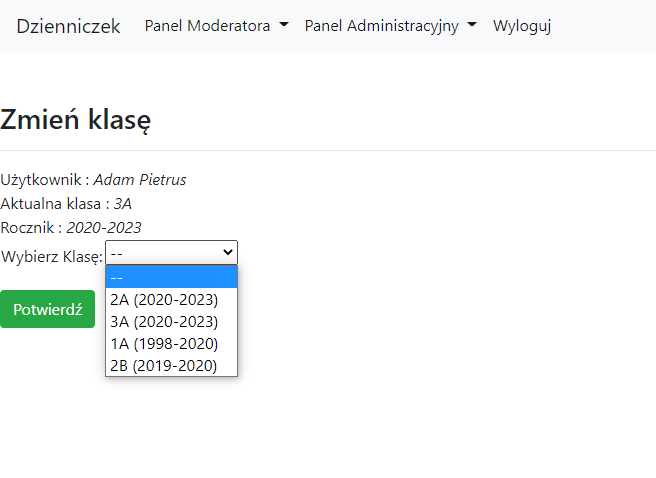 Dzienniczek Panel Moderatora Panel Administracyjny Wyloguj
Zmień klasę
Użytkownik : Adam Pietrus
Aktualna klasa : 3A
Rocznik : 2020-2023
Wybierz Klasę: --
--
2A (2020-2023)
3A (2020-2023)
1A (1998-2020)
2B (2019-2020)
Potwierdź